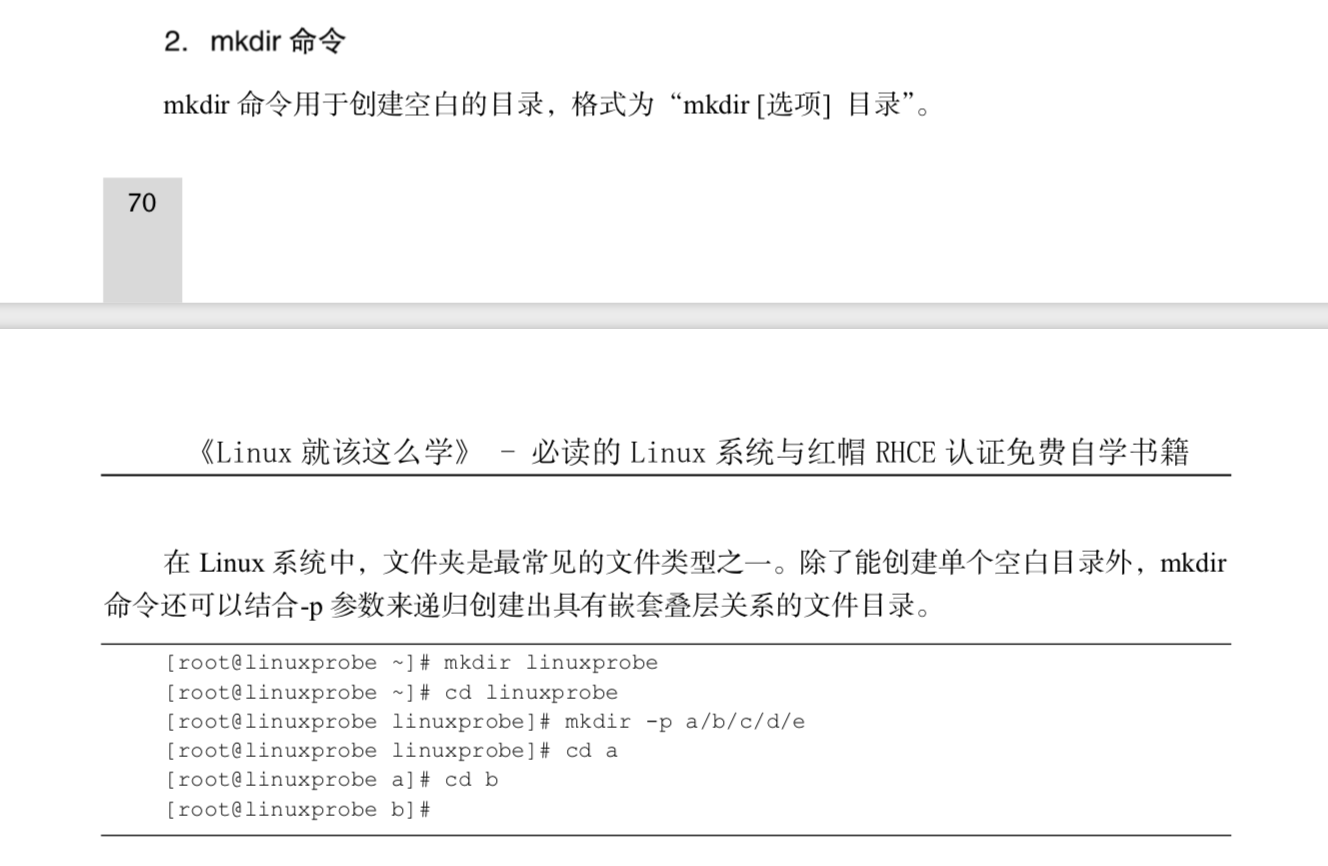 2. mkdir 命令
mkdir 命令用于创建空白的目录，格式为“mkdir [选项] 目录”。
70
《Linux 就该这么学》 - 必读的 Linux 系统与红帽 RHCE 认证免费自学书籍
在 Linux 系统中，文件夹是最常见的文件类型之一。除了能创建单个空白目录外，mkdir
命令还可以结合-p 参数来递归创建出具有嵌套叠层关系的文件目录。
[root@linuxprobe ~]# mkdir linuxprobe
[root@linuxprobe ~]# cd linuxprobe
[root@linuxprobe linuxprobe]# mkdir -p a/b/c/d/e
[root@linuxprobe linuxprobe]# cd a
[root@linuxprobe a]# cd b
[root@linuxprobe b]#